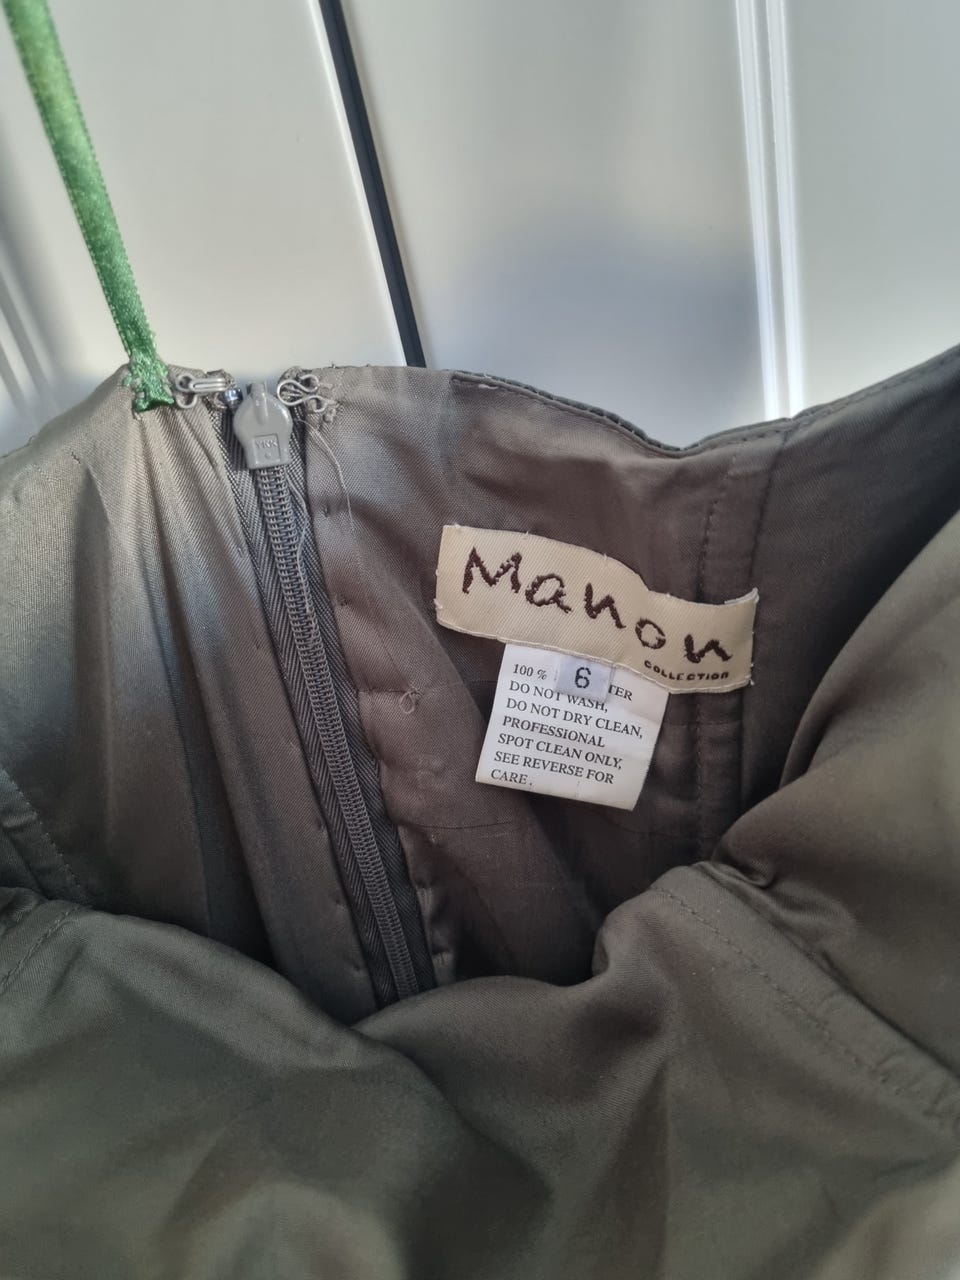 YKK
Manon
COLLECTION
6
100 % TER
DO NOT WASH,
DO NOT DRY CLEAN,
PROFESSIONAL
SPOT CLEAN ONLY,
SEE REVERSE FOR
CARE.